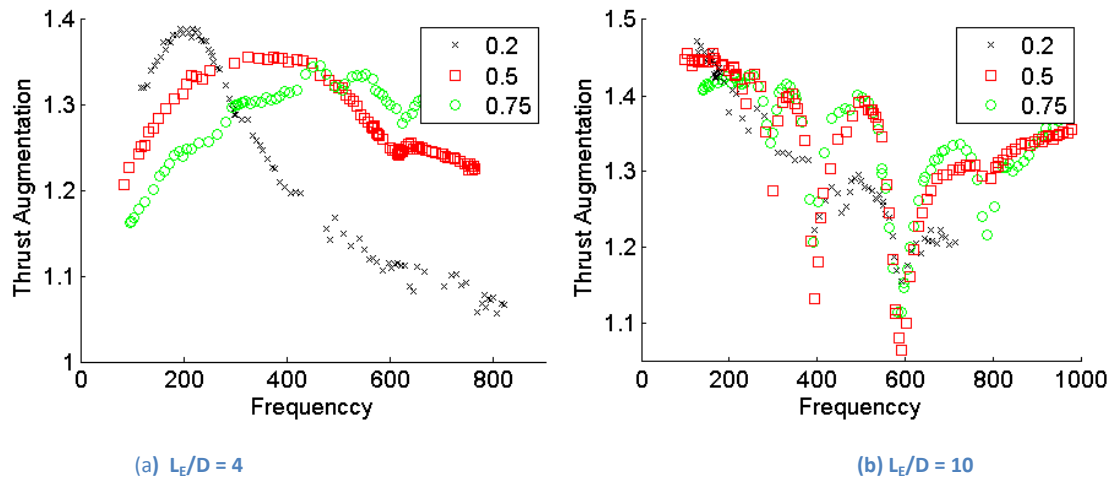 1.4
1.3
1.2
1.1
1
Thrust Augmentation
0 200 400 600 800
Frequenccy
0.2
0.5
0.75
(a) L_E/D = 4
1.5
1.4
1.3
1.2
1.1
Thrust Augmentation
0 200 400 600 800 1000
Frequenccy
0.2
0.5
0.75
(b) L_E/D = 10